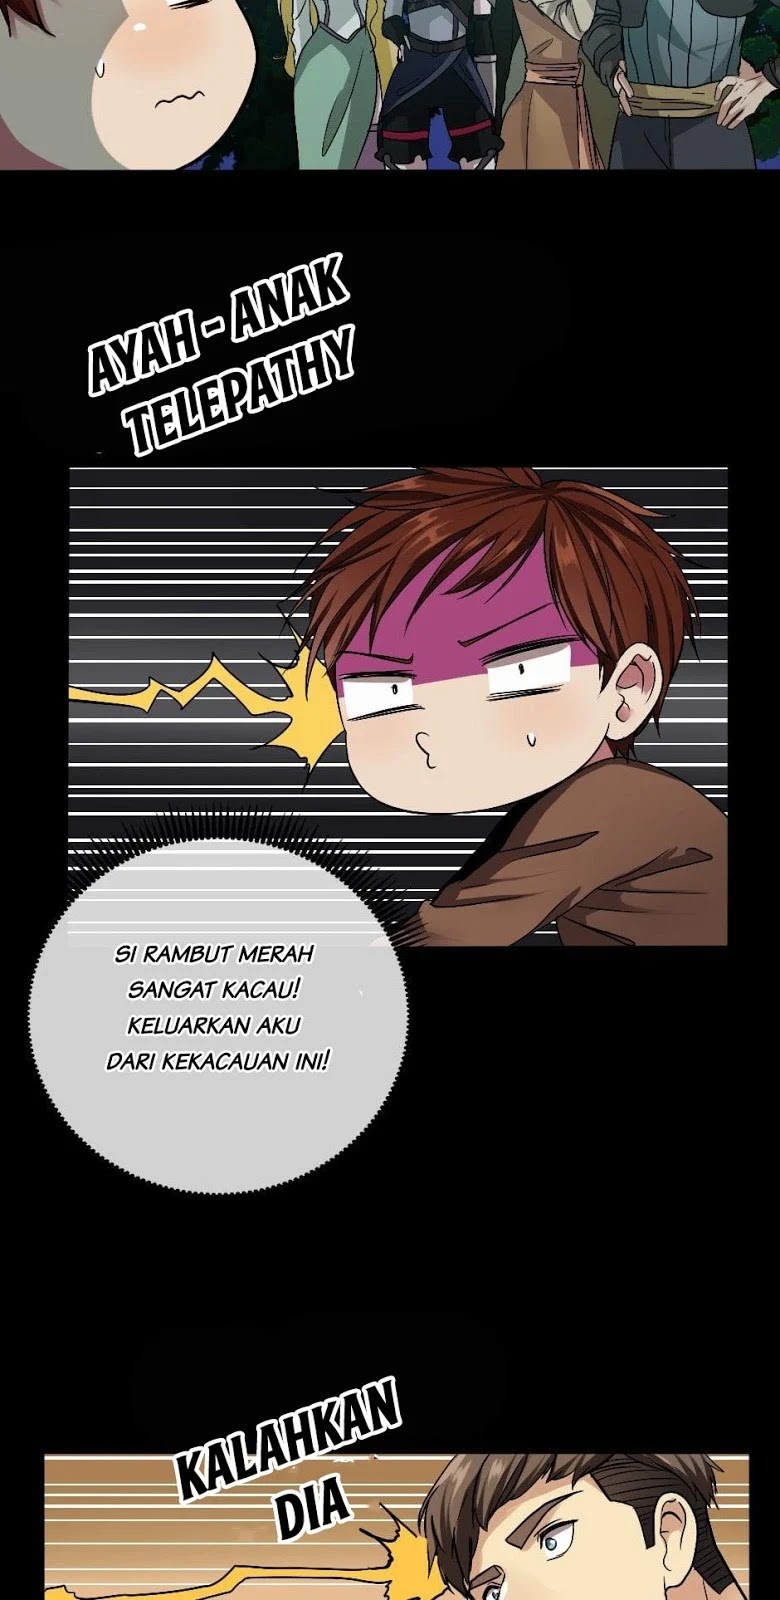 AYAH - ANAK
TELEPATHY
SI RAMBUT MERAH
SANGAT KACAU!
KELUARKAN AKU
DARI KEKACAUAN INI!
KALAHKAN
DIA